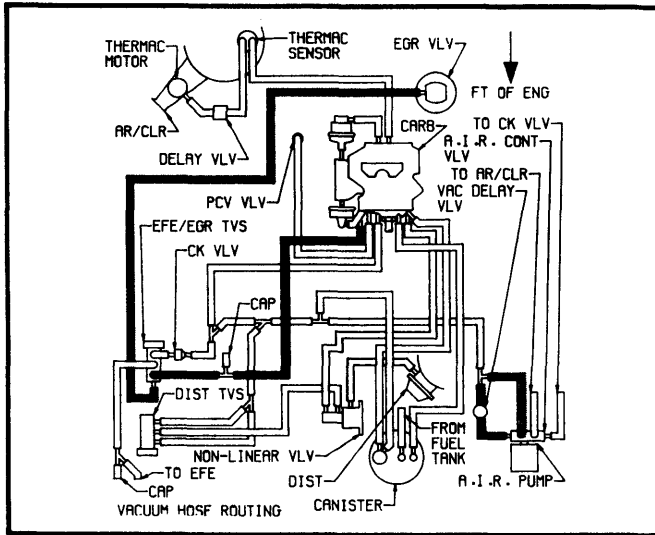 THERMAC
SENSOR
THERMAC
MOTOR
EGR VLV
FT OF ENG
AR/CLR
DELAY VLV
CARB
TO CK VLV
A.I.R. CONT
VLV
TO AR/CLR
VAC DELAY
VLV
PCV VLV
EFE/EGR TVS
CK VLV
CAP
DIST TVS
NON-LINEAR VLV
FROM
FUEL
TANK
DIST
TO EFE
CAP
CANISTER
A.I.R. PUMP
VACUUM HOSE ROUTING